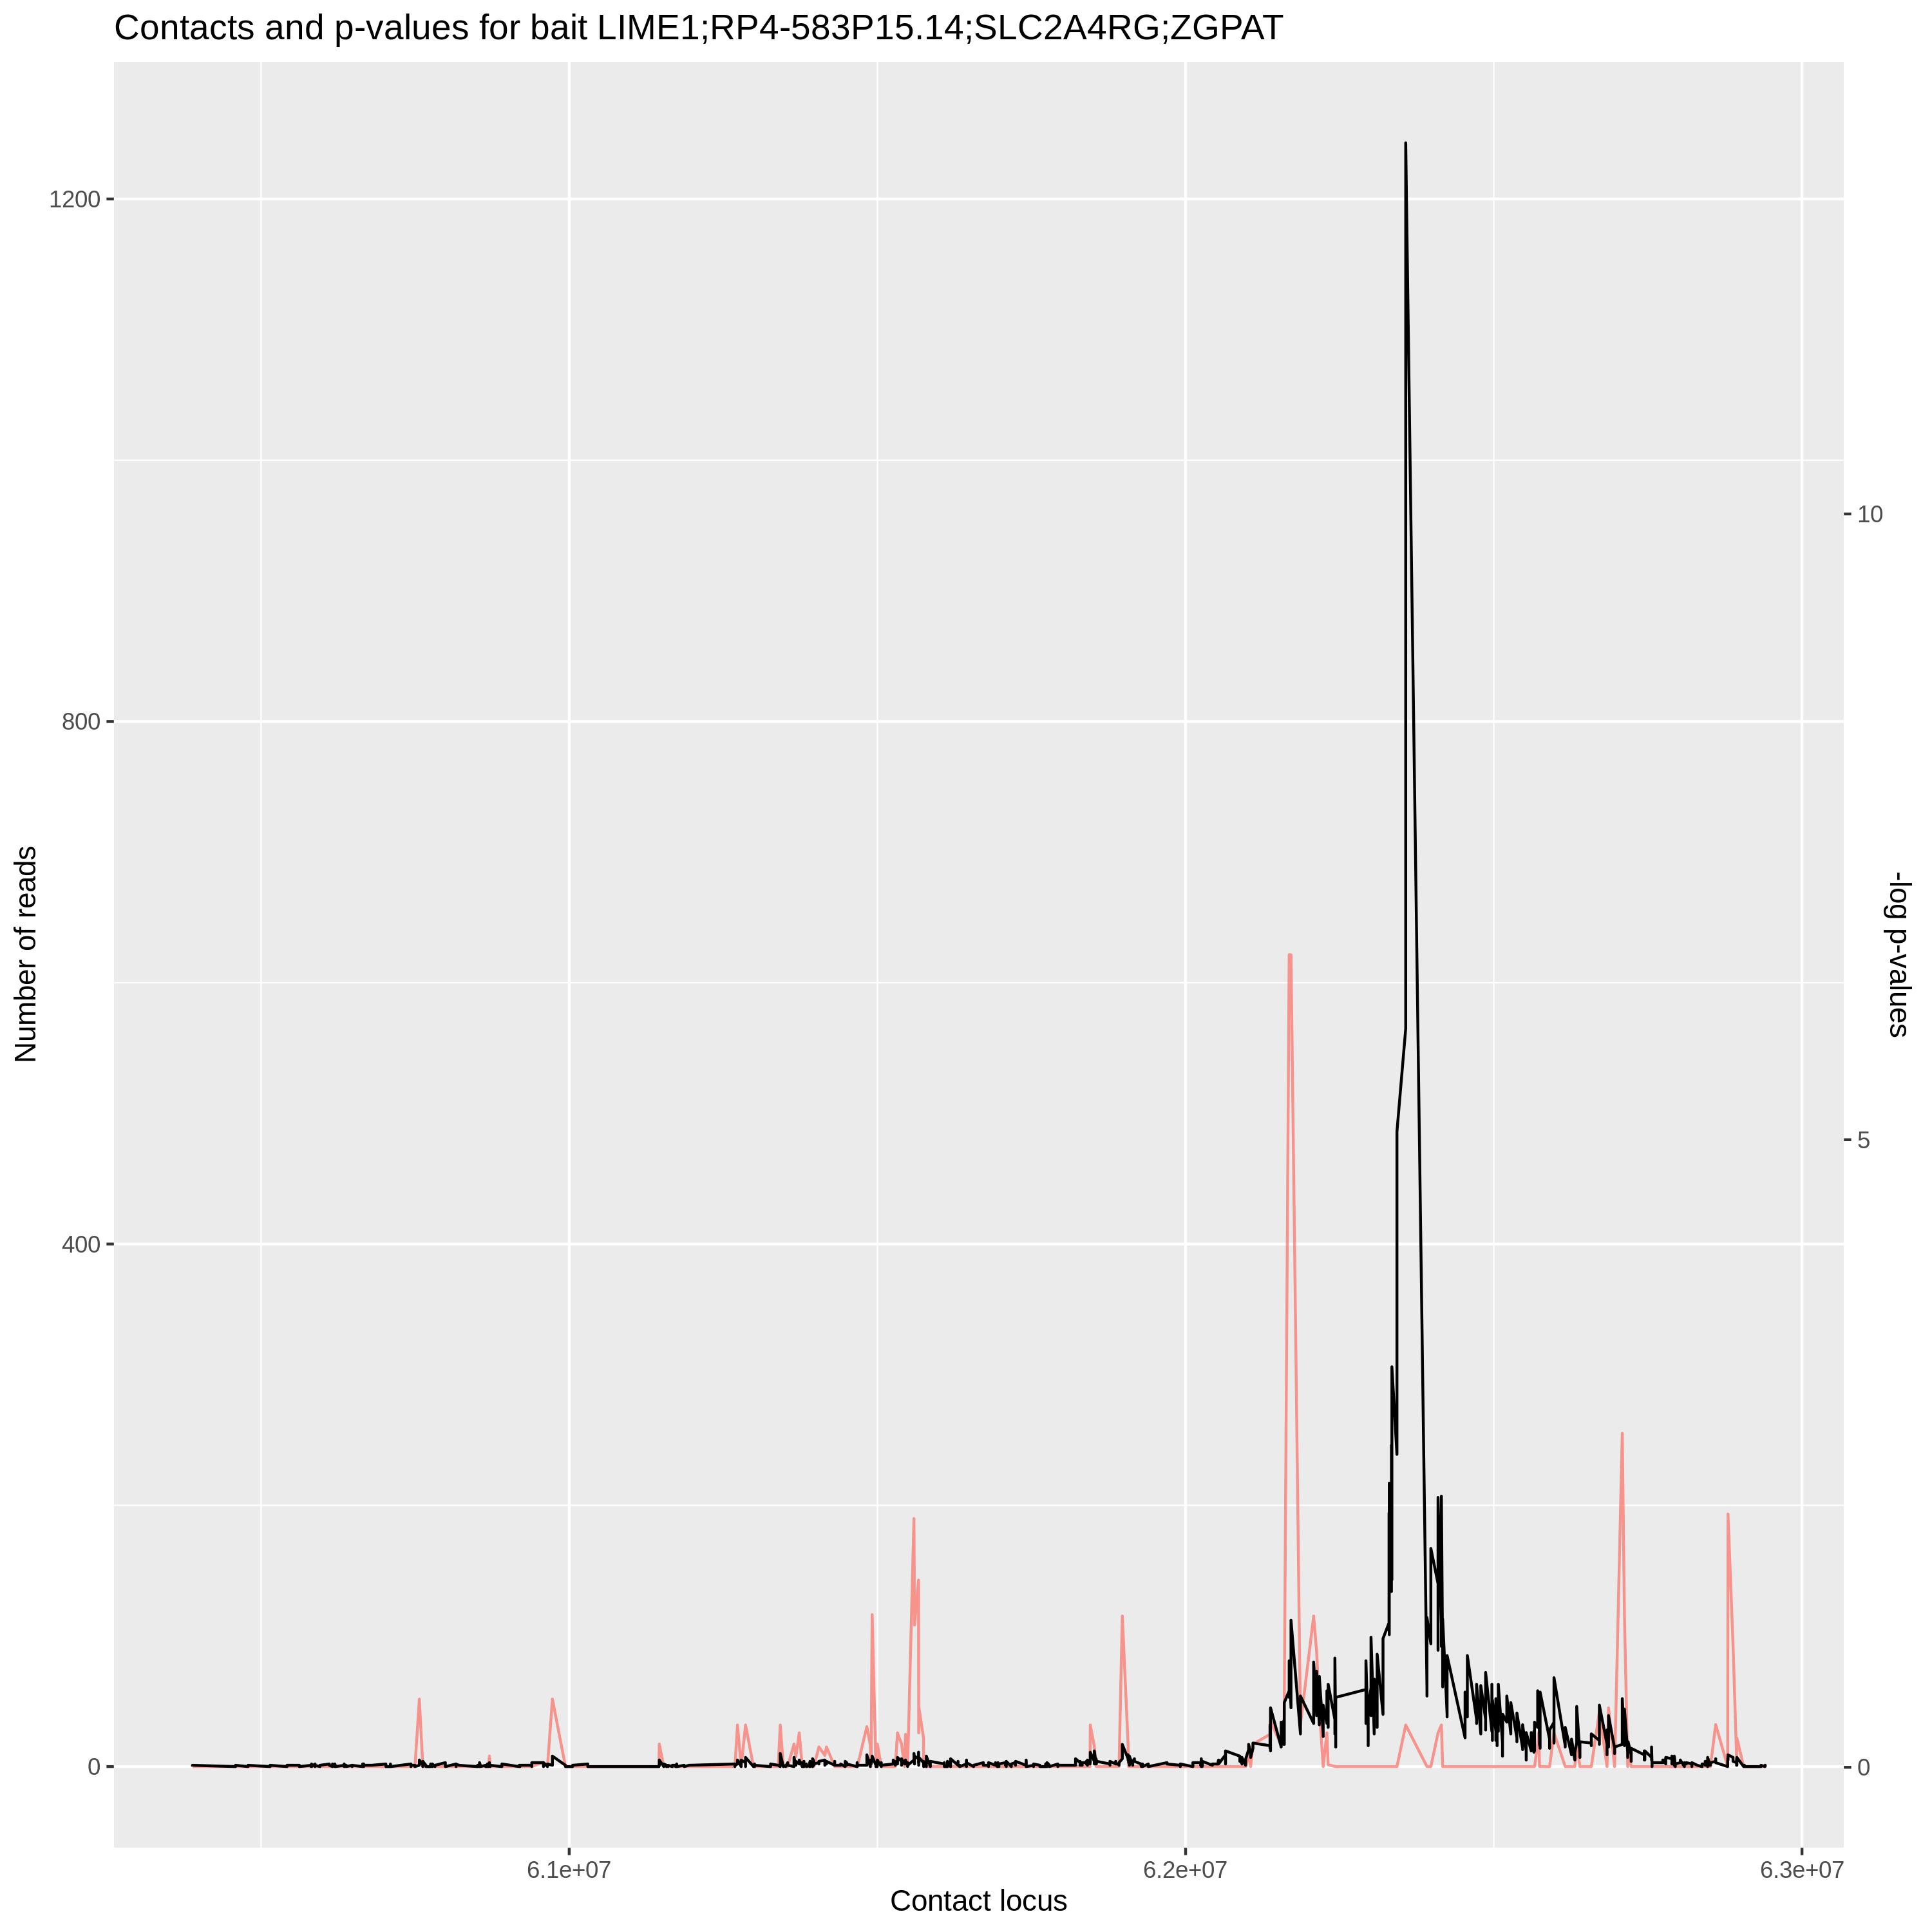 Contacts and p-values for bait LIME1;RP4-583P15.14;SLC2A4RG;ZGPAT
1200
800
400
0
Number of reads
10
5
0
-log p-values
6.1e+07
6.2e+07
6.3e+07
Contact locus